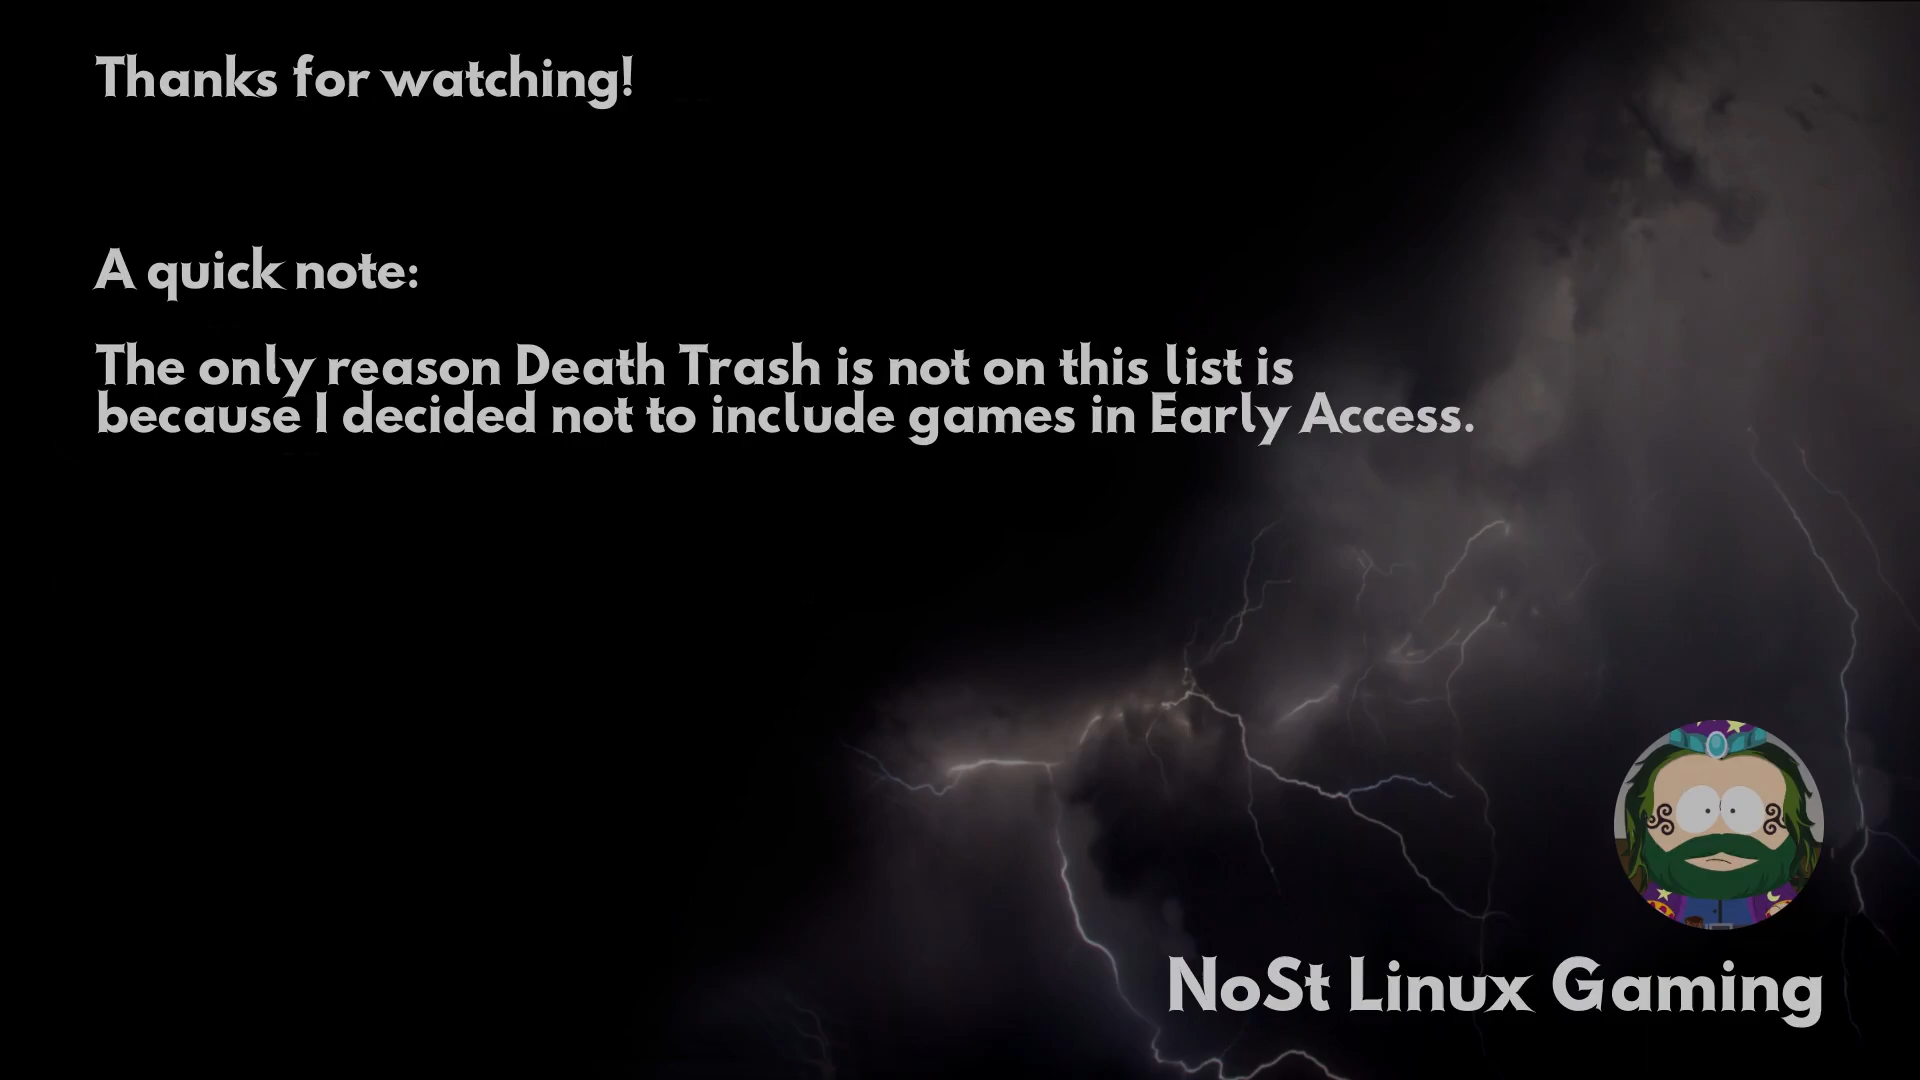 Thanks for watching!
A quick note:
The only reason Death Trash is not on this list is
because I decided not to include games in Early Access.
NoSt Linux Gaming